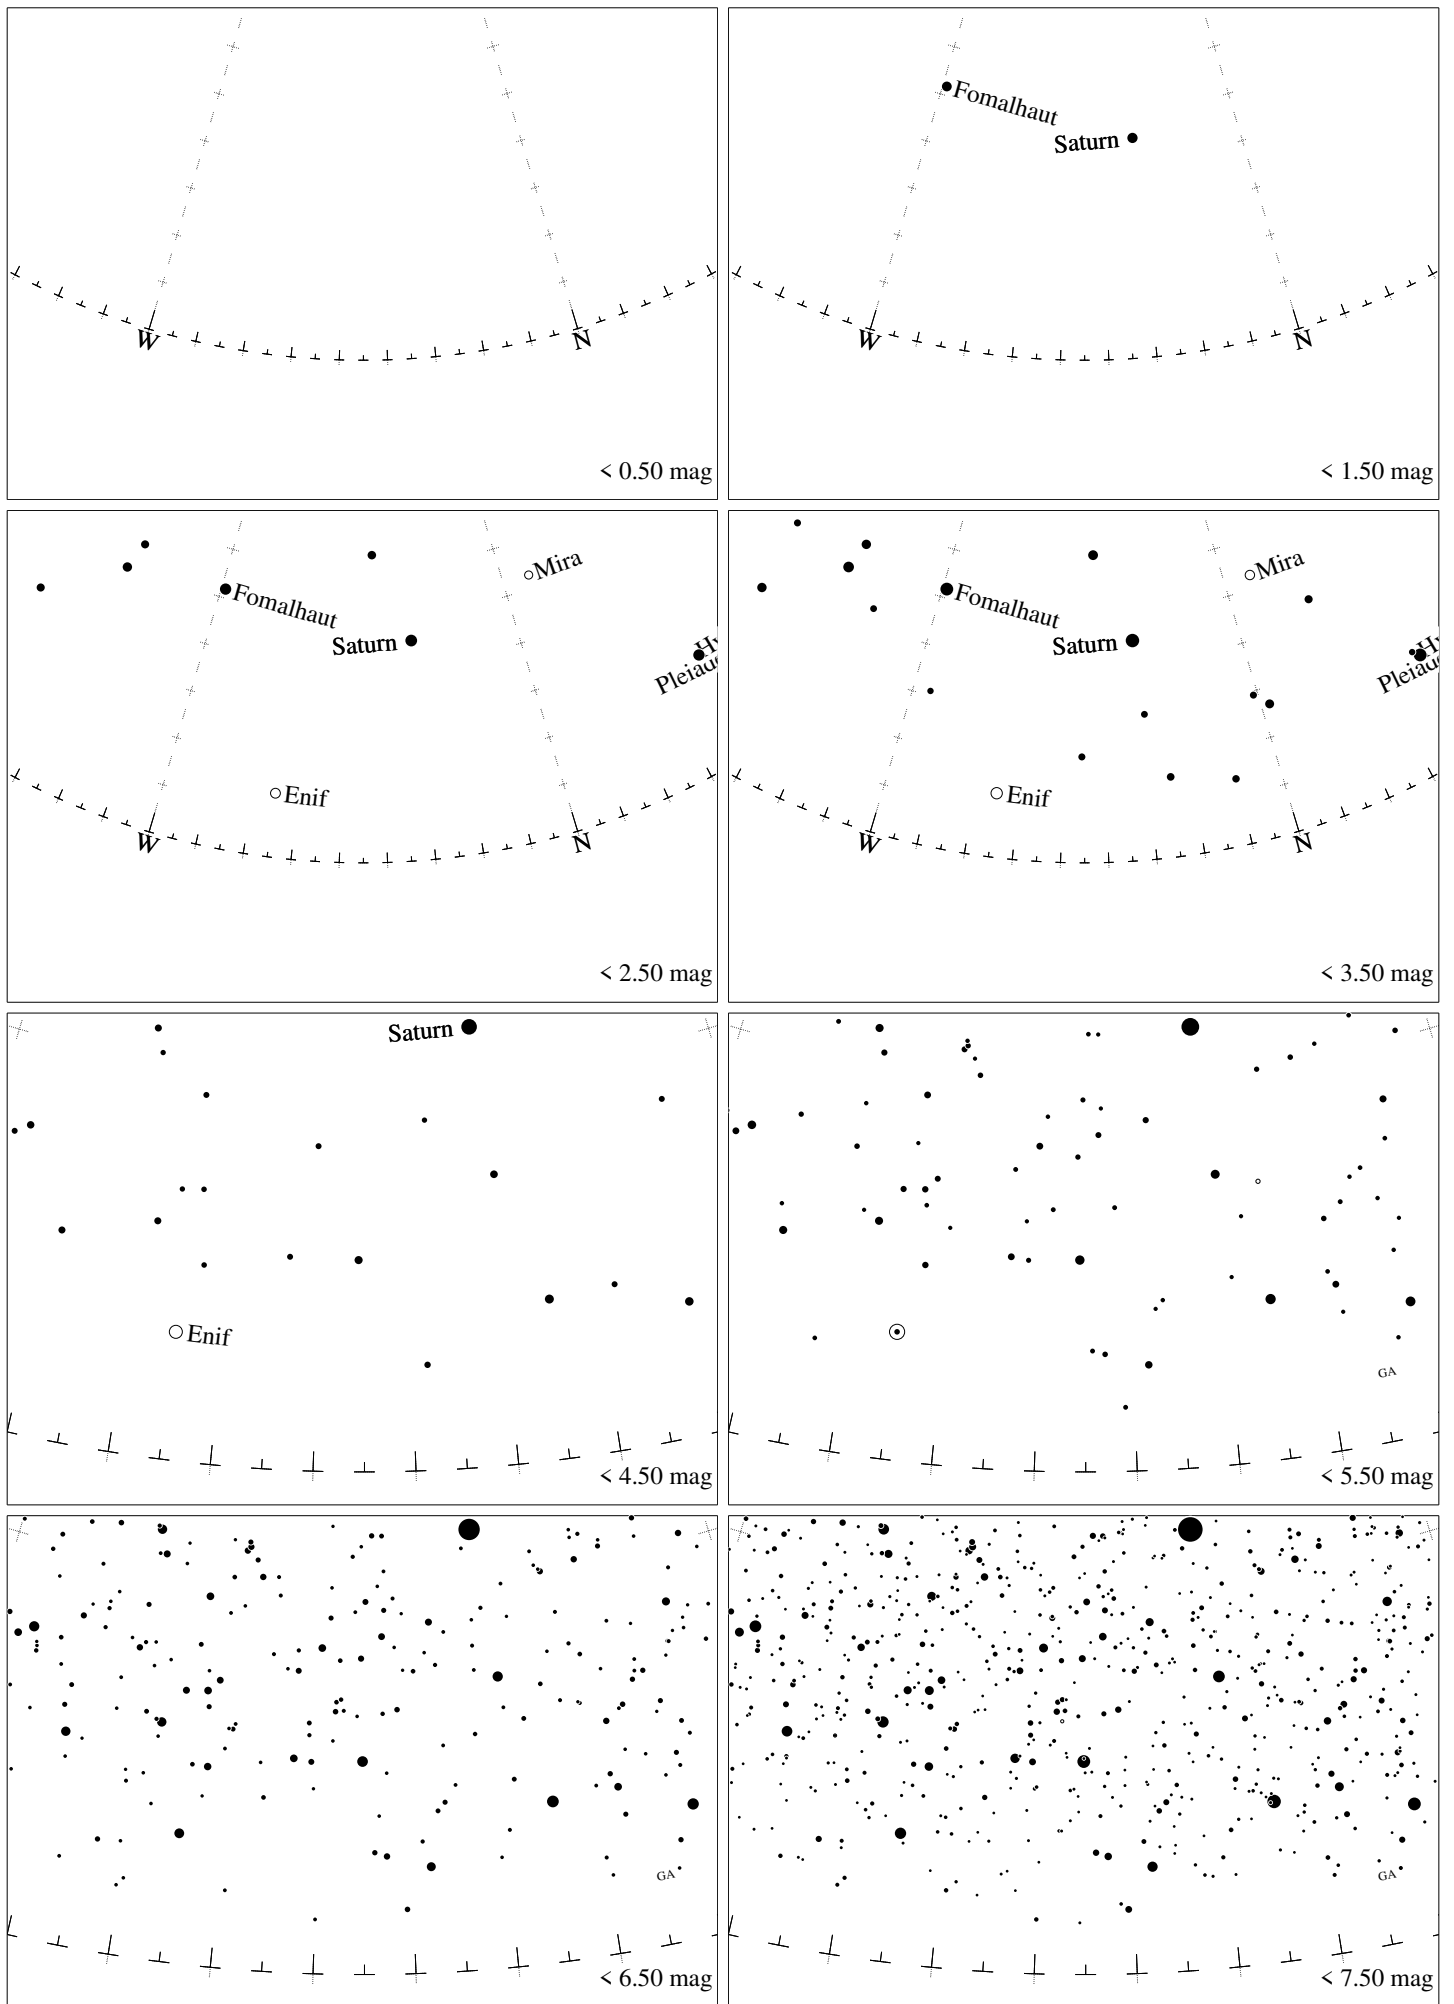 W
N
< 0.50 mag
Fomalhaut
Saturn
W
N
< 1.50 mag
Mira
Fomalhaut
Saturn
Enif
W
N
< 2.50 mag
Mira
Fomalhaut
Saturn
Enif
W
N
< 3.50 mag
Saturn
Enif
< 4.50 mag
GA
< 5.50 mag
GA
< 6.50 mag
GA
< 7.50 mag